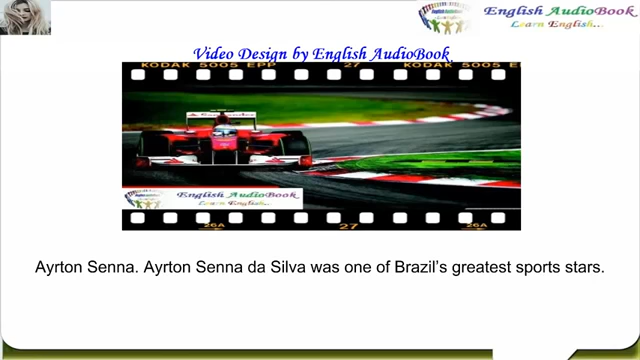 English AudioBook
Learn English...
Video Design by English AudioBook
KODAK 5005 EPP 27 KODAK 5005 E
English AudioBook
Learn English...
26A 27 26A
Ayrton Senna. Ayrton Senna da Silva was one of Brazil’s greatest sports stars.